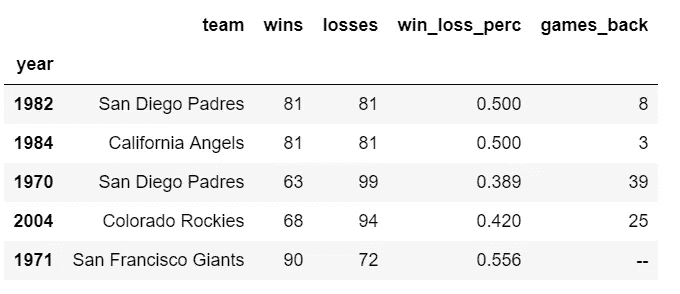 team wins losses win_loss_perc games_back
year
1982 San Diego Padres 81 81 0.500 8
1984 California Angels 81 81 0.500 3
1970 San Diego Padres 63 99 0.389 39
2004 Colorado Rockies 68 94 0.420 25
1971 San Francisco Giants 90 72 0.556 --